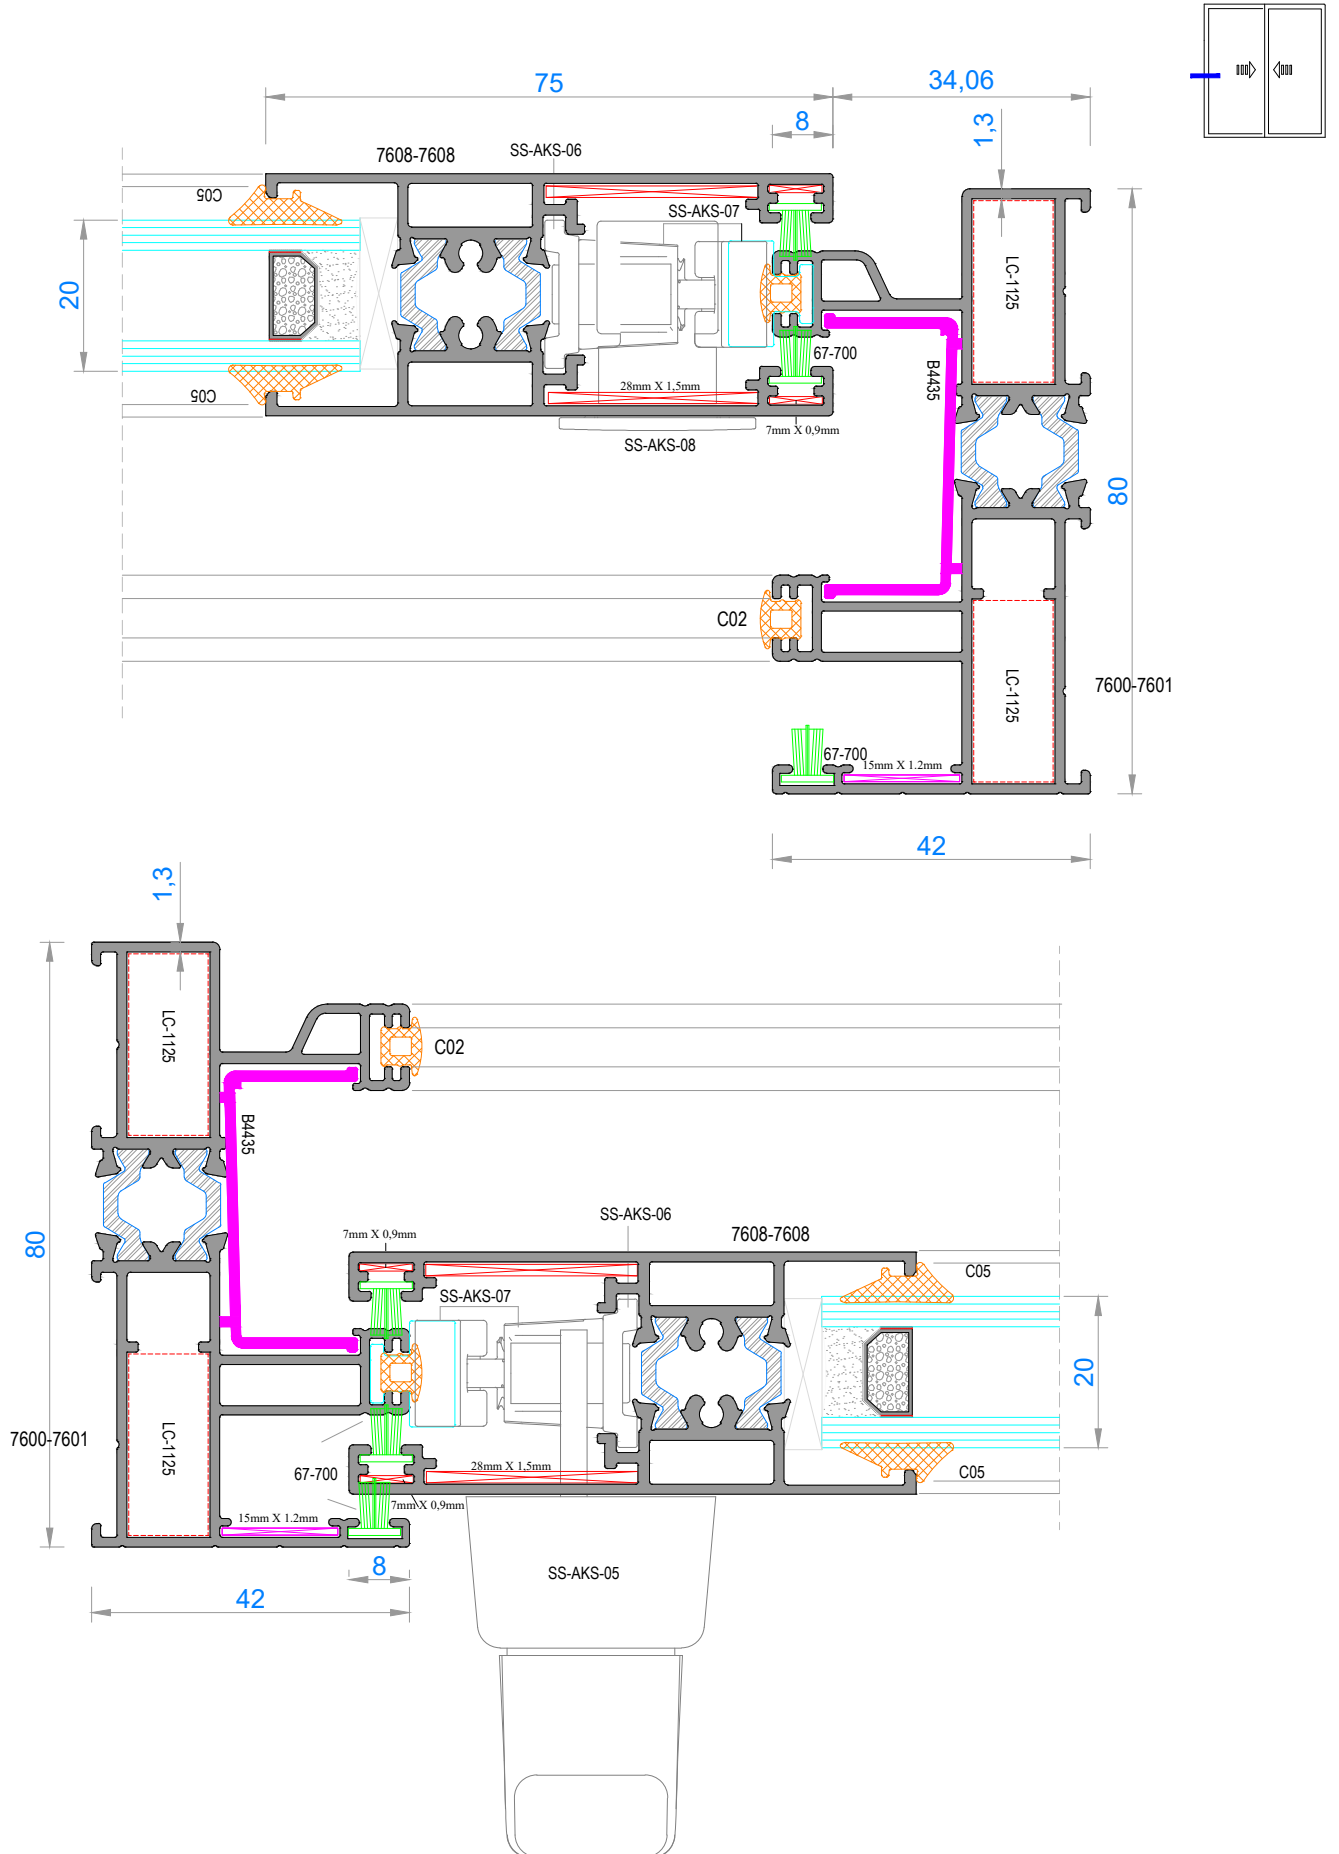 75
34,06
8
1,3
7608-7608
SS-AKS-06
C05
SS-AKS-07
20
LC-1125
67-700
B4435
28mm X 1,5mm
C05
7mm X 0,9mm
SS-AKS-08
80
C02
LC-1125
7600-7601
67-700
15mm X 1.2mm
42
1,3
LC-1125
C02
B4435
SS-AKS-06
7mm X 0,9mm
7608-7608
80
C05
SS-AKS-07
20
7600-7601
LC-1125
28mm X 1,5mm
C05
67-700
7mm X 0,9mm
15mm X 1.2mm
8
SS-AKS-05
42